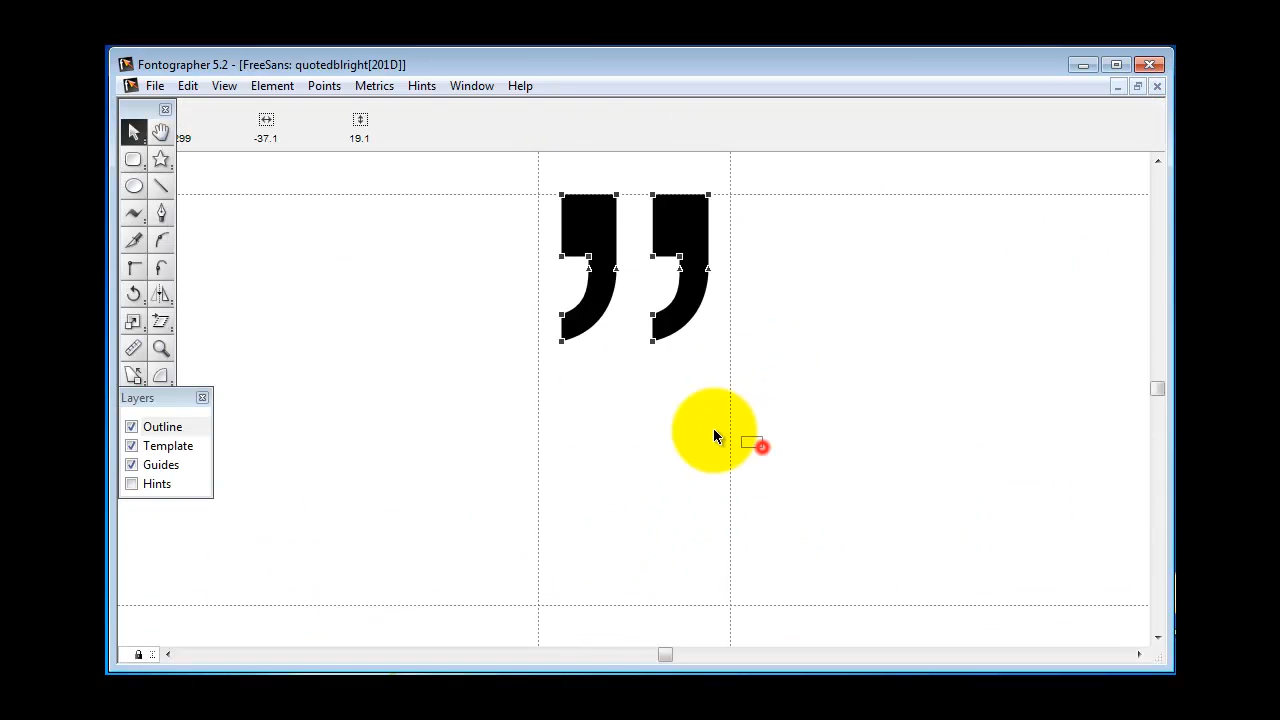 Fontographer 5.2 - [FreeSans: quotedblright[201D]]
File Edit View Element Points Metrics Hints Window Help
299 -37.1 19.1
Layers
Outline
Template
Guides
Hints